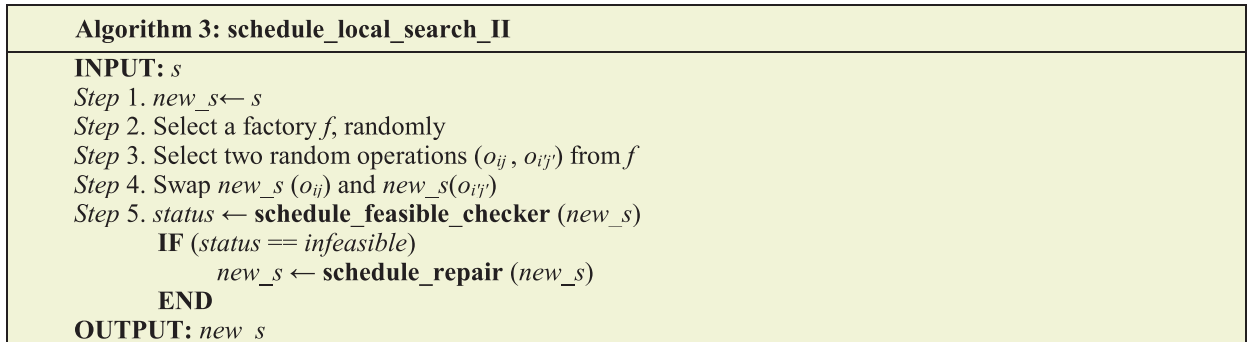 Algorithm 3: schedule_local_search_II
INPUT: s
Step 1. new_s← s
Step 2. Select a factory f, randomly
Step 3. Select two random operations (oij , oi'j') from f
Step 4. Swap new_s (oij) and new_s(oi'j')
Step 5. status ← schedule_feasible_checker (new_s)
IF (status == infeasible)
new_s ← schedule_repair (new_s)
END
OUTPUT: new_s